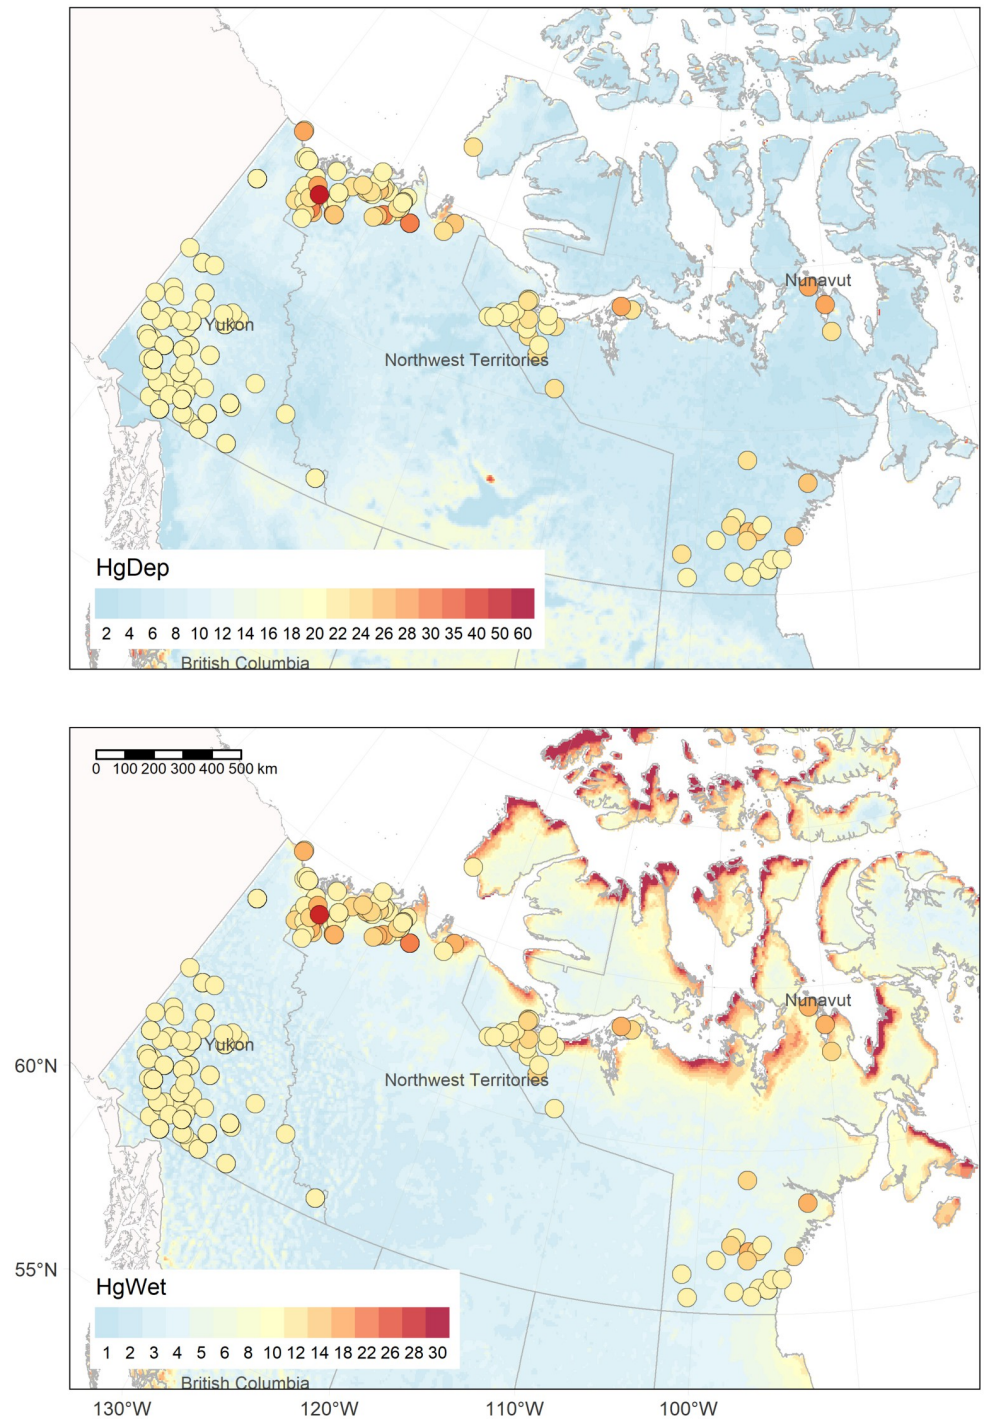 Nunavut
Yukon
Northwest Territories
HgDep
2 4 6 8 10 12 14 16 18 20 22 24 26 28 30 35 40 50 60
British Columbia
0 100 200 300 400 500 km
Nunavut
60°N
Yukon
Northwest Territories
55°N
HgWet
1 2 3 4 5 6 8 10 12 14 18 22 26 28 30
British Columbia
130°W 120°W 110°W 100°W